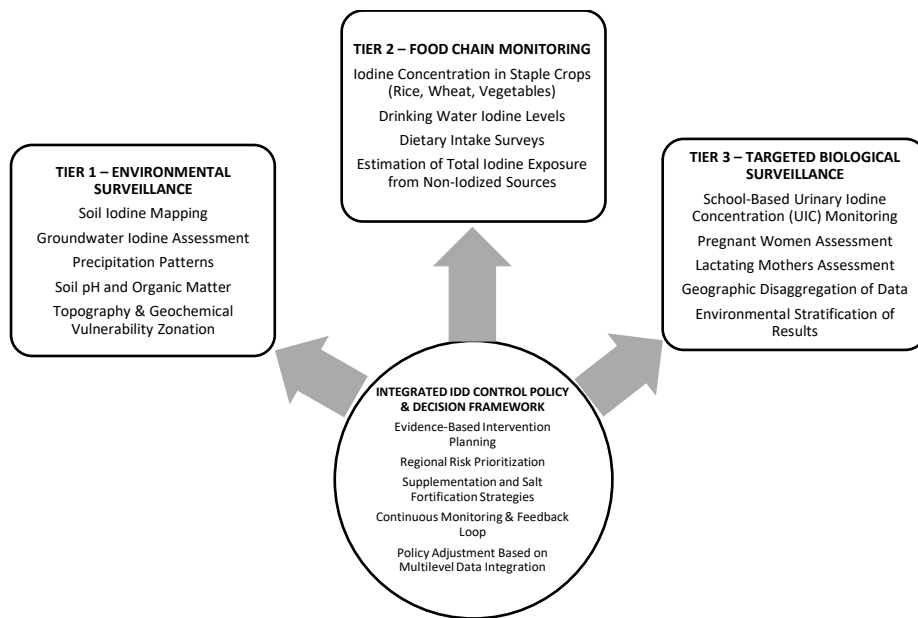 TIER 1 – ENVIRONMENTAL
SURVEILLANCE
Soil Iodine Mapping
Groundwater Iodine Assessment
Precipitation Patterns
Soil pH and Organic Matter
Topography & Geochemical
Vulnerability Zonation
TIER 2 – FOOD CHAIN MONITORING
Iodine Concentration in Staple Crops
(Rice, Wheat, Vegetables)
Drinking Water Iodine Levels
Dietary Intake Surveys
Estimation of Total Iodine Exposure
from Non-Iodized Sources
TIER 3 – TARGETED BIOLOGICAL
SURVEILLANCE
School-Based Urinary Iodine
Concentration (UIC) Monitoring
Pregnant Women Assessment
Lactating Mothers Assessment
Geographic Disaggregation of Data
Environmental Stratification of
Results
INTEGRATED IDD CONTROL POLICY
& DECISION FRAMEWORK
Evidence-Based Intervention
Planning
Regional Risk Prioritization
Supplementation and Salt
Fortification Strategies
Continuous Monitoring & Feedback
Loop
Policy Adjustment Based on
Multilevel Data Integration